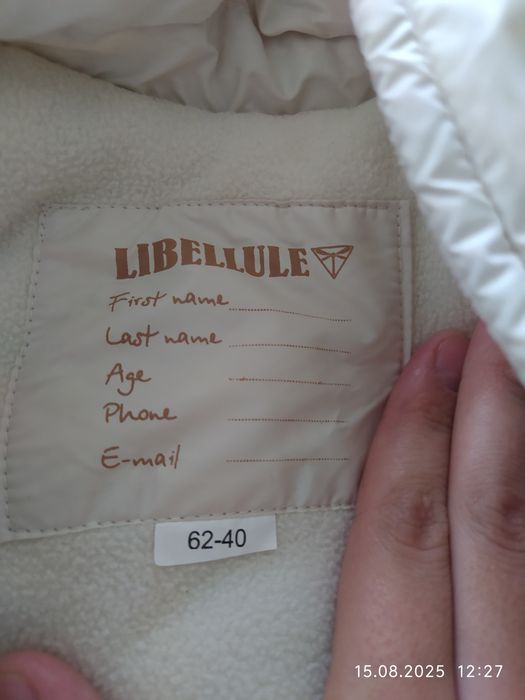 LIBELLULE
First name
Last name
Age
Phone
E-mail
62-40
15.08.2025 12:27